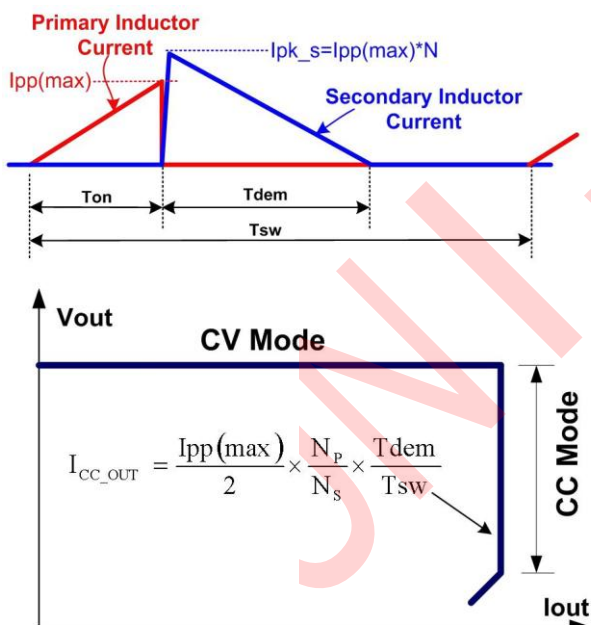 Primary Inductor
Current
Ipk_s=Ipp(max)*N
Ipp(max)
Secondary Inductor
Current
Ton
Tdem
Tsw
Vout
CV Mode
I_CC_OUT = Ipp(max)/2 × N_P/N_S × Tdem/Tsw
CC Mode
Iout